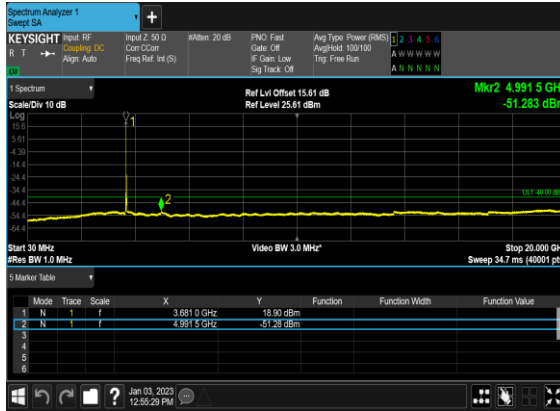 Spectrum Analyzer 1
Swept SA
+
KEYSIGHT Input: RF Input Z: 50 Ω #Atten: 20 dB PNO: Fast Avg Type: Power (RMS) 1 2 3 4 5 6
R T Coupling: DC Corr CCorr Gate: Off Avg|Hold: 100/100 A W W W W W
Align: Auto Freq Ref: Int (S) IF Gain: Low Trig: Free Run
Sig Track: Off A N N N N N
LXI
1 Spectrum Ref Lvl Offset 15.61 dB Mkr2 4.991 5 GH
Scale/Div 10 dB Ref Level 25.61 dBm -51.283 dB
Log
15.6 1
5.61
-4.39
-14.4
-24.4
-34.4 2 DL1 -40.00 dB
-44.4
-54.4
-64.4
Start 30 MHz Video BW 3.0 MHz* Stop 20.000 GH
#Res BW 1.0 MHz Sweep 34.7 ms (40001 pt
5 Marker Table
Mode Trace Scale X Y Function Function Width Function Value
1 N 1 f 3.681 0 GHz 18.90 dBm
2 N 1 f 4.991 5 GHz -51.28 dBm
3
4
5
6
? Jan 03, 2023
12:55:29 PM